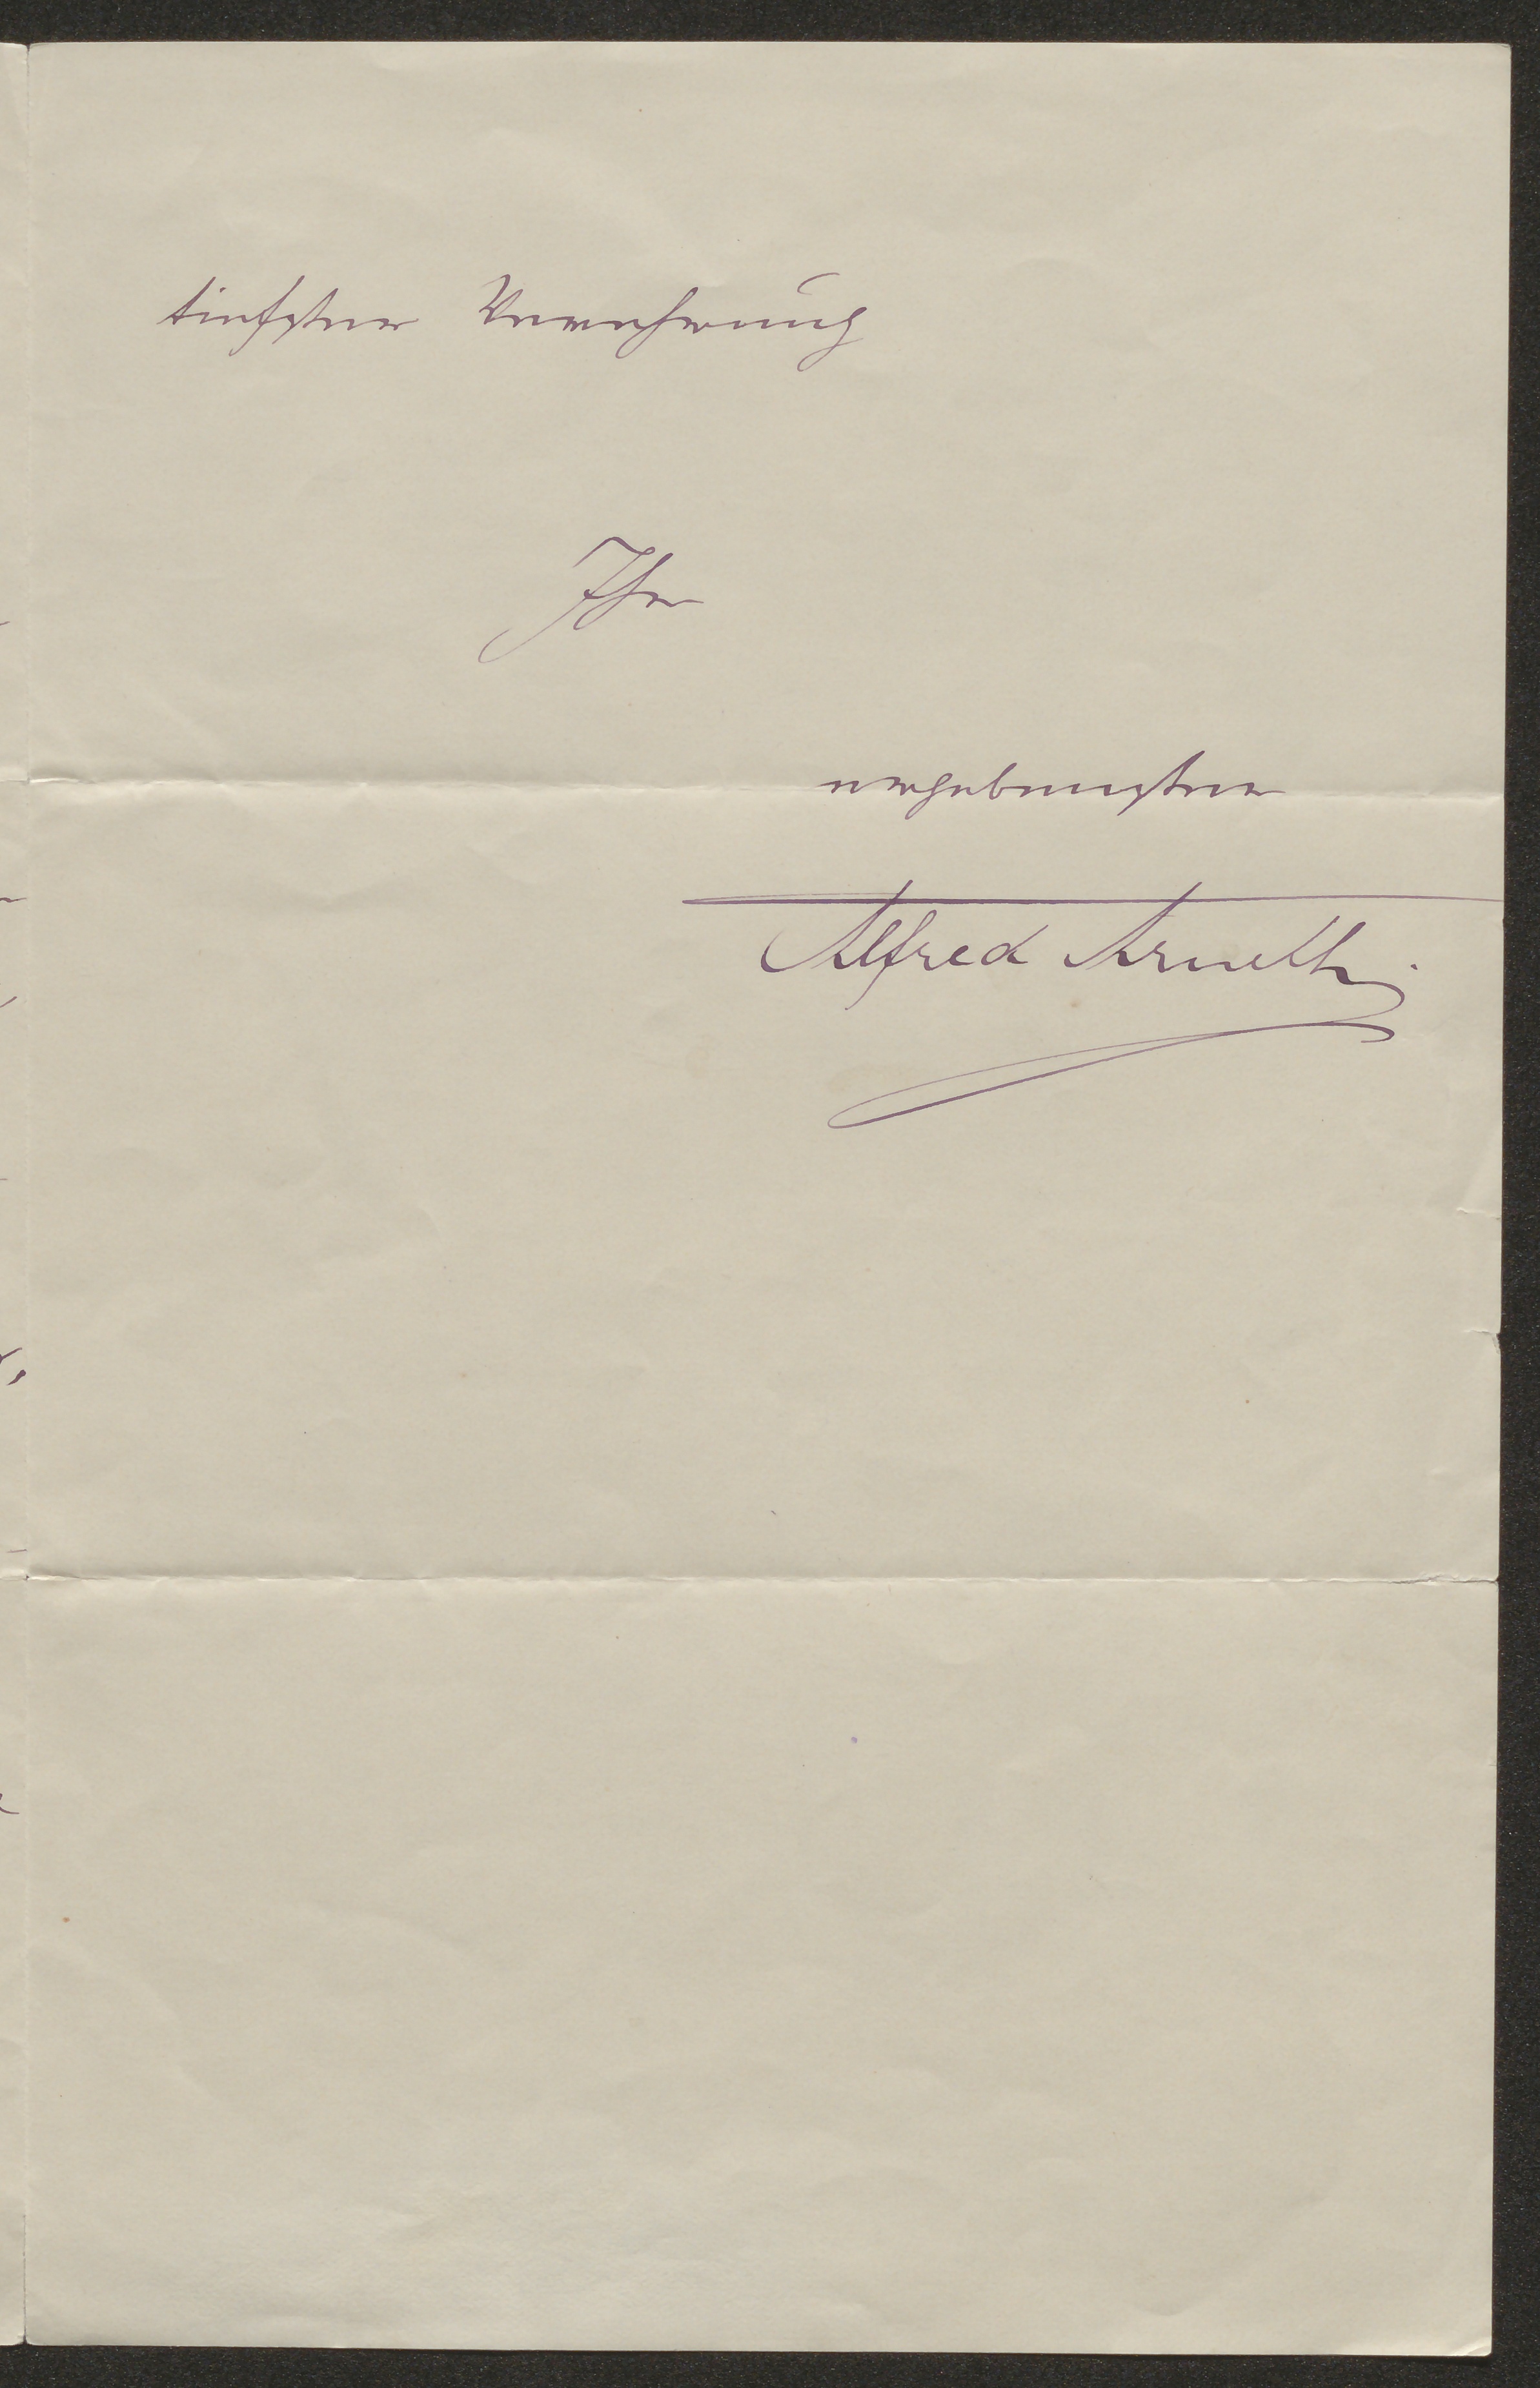 tiefster Verehrung
Ihr
ergebenster
Alfred Arneth